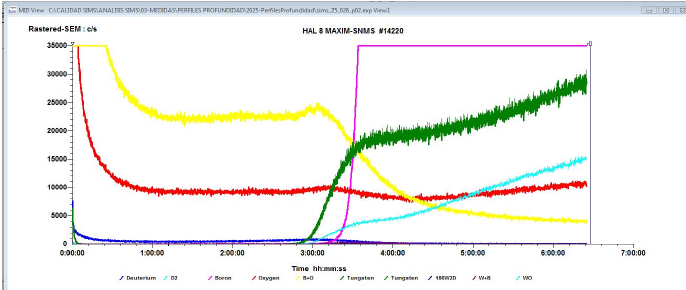 MID View C:\CALIDAD SIMS\ANALISIS SIMS\03-MEDIDAS\PERFILES PROFUNDIDAD\2025-PerfilesProfundidad\sims_25_026_p02.exp View1
Rastered-SEM : c/s
HAL 8 MAXIM-SNMS #14220
35000
30000
25000
20000
15000
10000
5000
0
0:00:00 1:00:00 2:00:00 3:00:00 4:00:00 5:00:00 6:00:00 7:00:00
Time hh:mm:ss
Deuterium D2 Boron Oxygen B+O Tungsten Tungsten 186W3D W+B WO